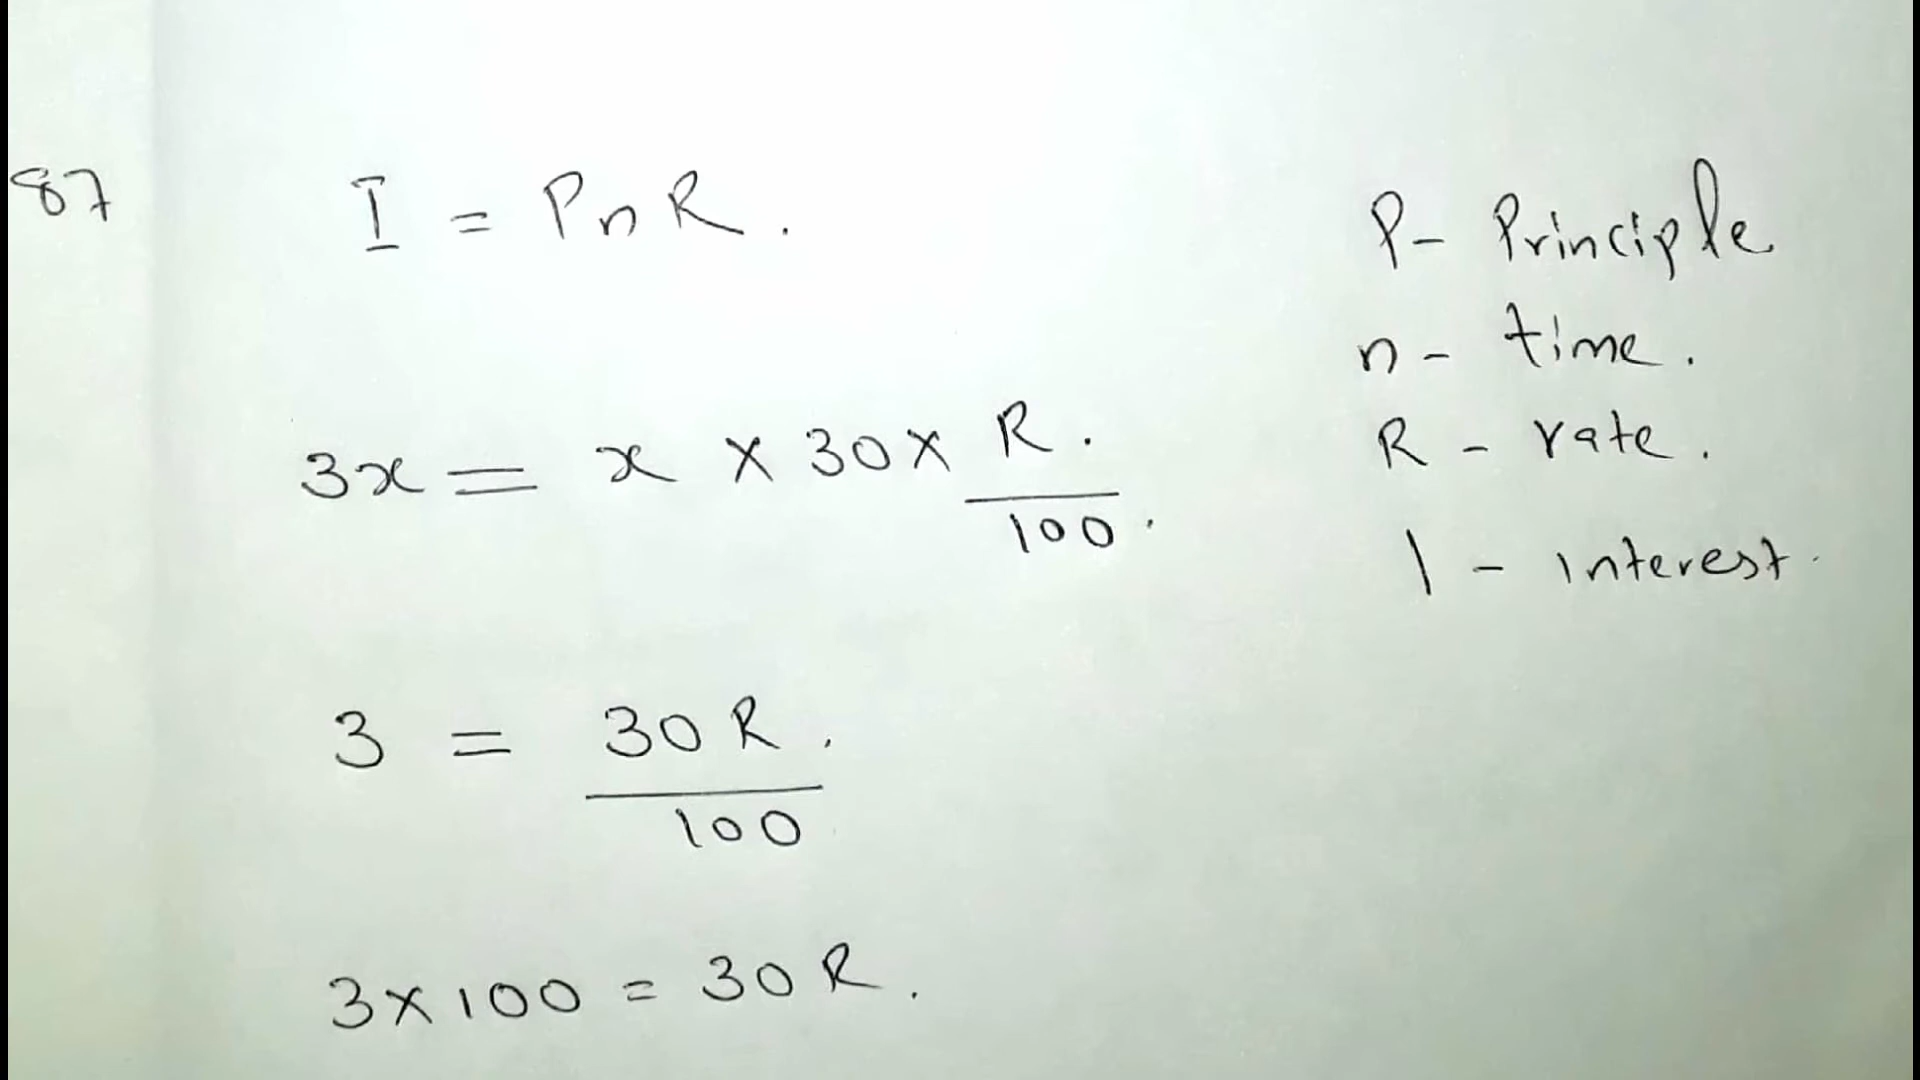 87
I = PnR.
3x = x × 30 × R.
100.
3 = 30R.
100
3×100 = 30R.
P- Principle
n - time.
R - rate.
I - interest.